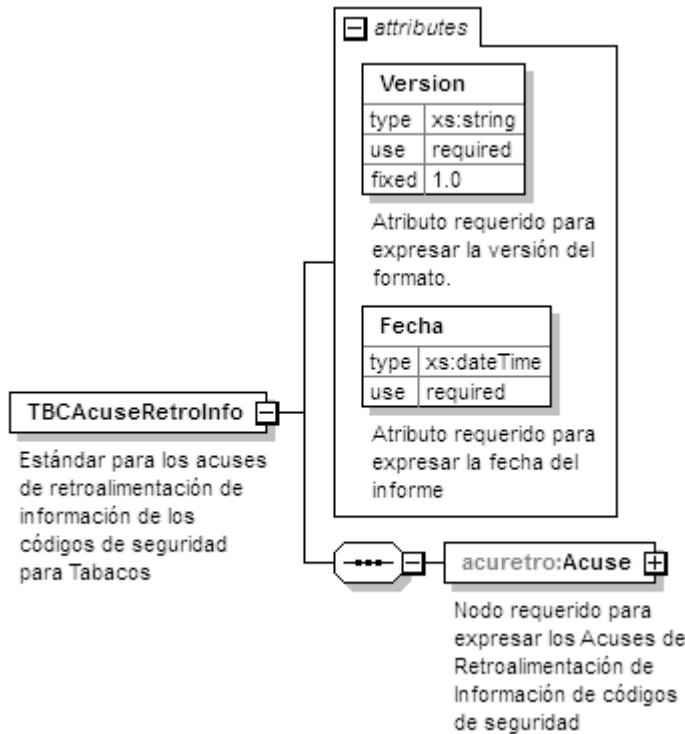 attributes
Version
type xs:string
use required
fixed 1.0
Atributo requerido para
expresar la versión del
formato.
Fecha
type xs:dateTime
use required
Atributo requerido para
expresar la fecha del
informe
TBCAcuseRetroInfo
Estándar para los acuses
de retroalimentación de
información de los
códigos de seguridad
para Tabacos
acuretro:Acuse
Nodo requerido para
expresar los Acuses de
Retroalimentación de
Información de códigos
de seguridad